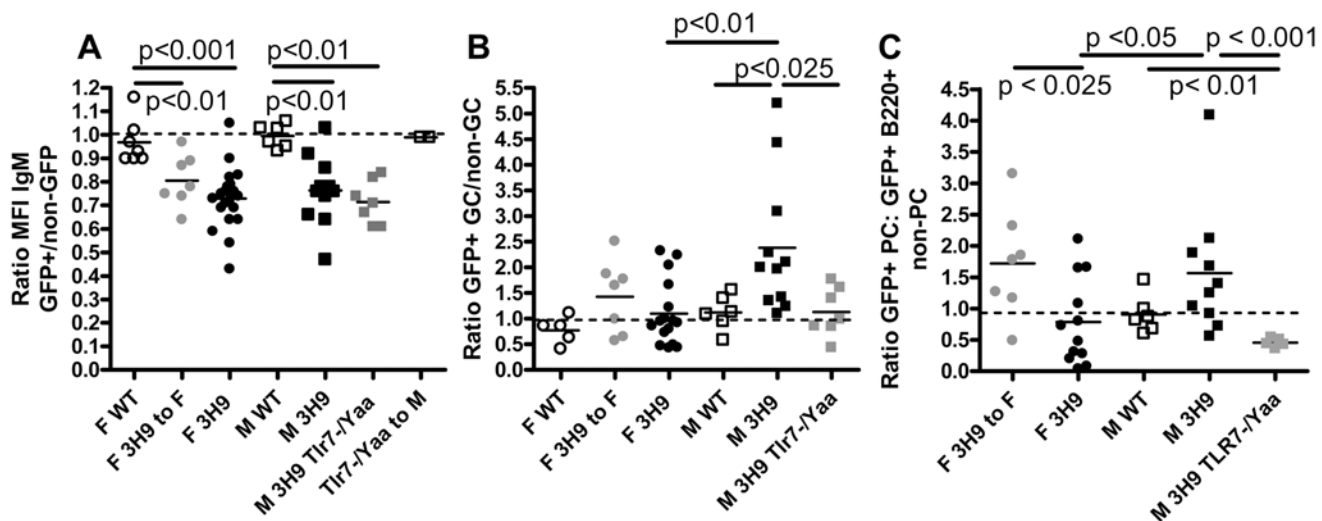 A
p<0.001
p<0.01
p<0.01
p<0.01
Ratio MFI IgM
GFP+/non-GFP
1.2
1.1
1.0
0.9
0.8
0.7
0.6
0.5
0.4
0.3
0.2
0.1
0.0
F WT
F 3H9 to F
F 3H9
M WT
M 3H9
M 3H9 Tlr7-/Yaa
Tlr7-/Yaa to M
B
p<0.01
p<0.025
Ratio GFP+ GC/non-GC
5.5
5.0
4.5
4.0
3.5
3.0
2.5
2.0
1.5
1.0
0.5
0.0
F WT
F 3H9 to F
F 3H9
M WT
M 3H9
M 3H9 Tlr7-/Yaa
C
p <0.05
p < 0.001
p < 0.025
p < 0.01
Ratio GFP+ PC: GFP+ B220+
non-PC
4.5
4.0
3.5
3.0
2.5
2.0
1.5
1.0
0.5
0.0
F 3H9 to F
F 3H9
M WT
M 3H9
M 3H9 TLR7-/Yaa